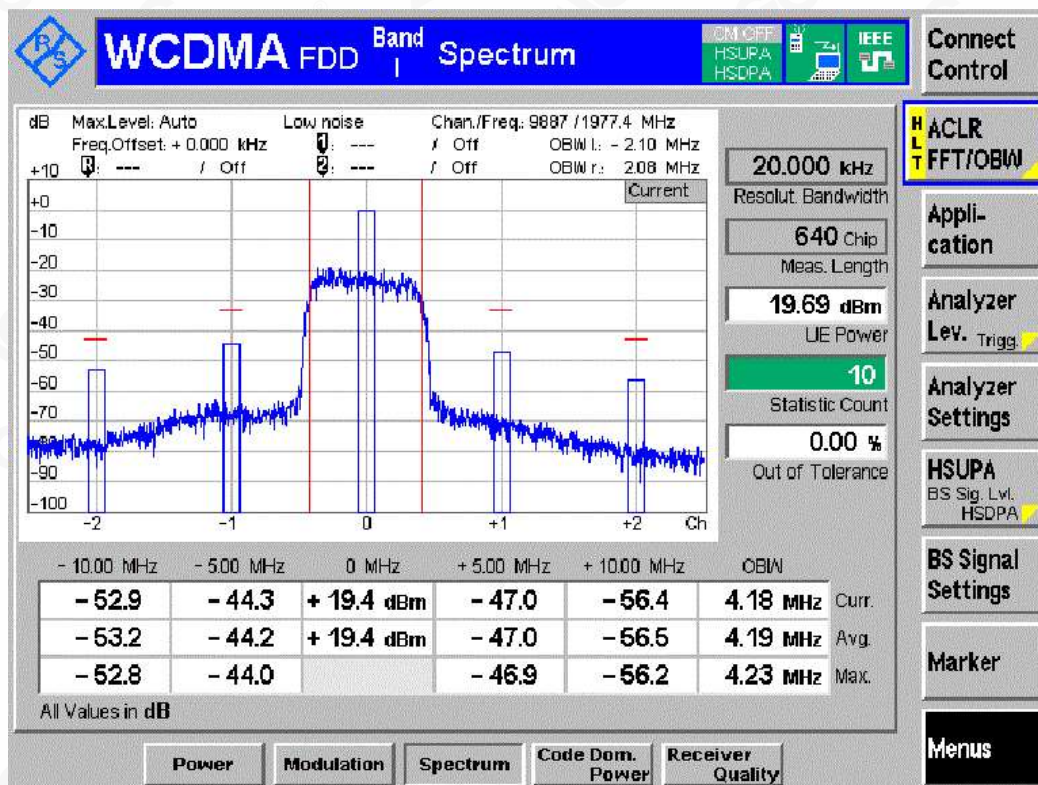 R S
WCDMA FDD Band I Spectrum
CM OFF
HSUPA
HSDPA
IEEE
Connect Control
dB Max.Level: Auto Low noise Chan./Freq.: 9887 / 1977.4 MHz
Freq.Offset: + 0.000 kHz 1: --- / Off OBW l.: - 2.10 MHz
R: --- / Off 2: --- / Off OBW r.: 2.08 MHz
Current
+10
+0
-10
-20
-30
-40
-50
-60
-70
-80
-90
-100
-2 -1 0 +1 +2 Ch
20.000 kHz
Resolut. Bandwidth
640 Chip
Meas. Length
19.69 dBm
UE Power
10
Statistic Count
0.00 %
Out of Tolerance
- 10.00 MHz - 5.00 MHz 0 MHz + 5.00 MHz + 10.00 MHz OBW
- 52.9 - 44.3 + 19.4 dBm - 47.0 - 56.4 4.18 MHz Curr.
- 53.2 - 44.2 + 19.4 dBm - 47.0 - 56.5 4.19 MHz Avg.
- 52.8 - 44.0 - 46.9 - 56.2 4.23 MHz Max.
All Values in dB
HLT
ACLR
FFT/OBW
Appli-
cation
Analyzer
Lev. Trigg.
Analyzer
Settings
HSUPA
BS Sig. Lvl.
HSDPA
BS Signal
Settings
Marker
Menus
Power
Modulation
Spectrum
Code Dom.
Power
Receiver
Quality